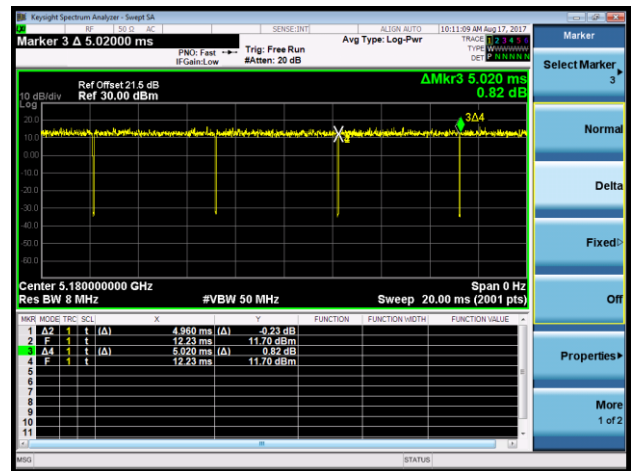 Keysight Spectrum Analyzer - Swept SA
RF 50 Ω AC SENSE:INT ALIGN AUTO 10:11:09 AM Aug 17, 2017
Marker 3 Δ 5.02000 ms
PNO: Fast Trig: Free Run Avg Type: Log-Pwr TRACE 1 2 3 4 5 6
TYPE WWWWWW
IFGain:Low #Atten: 20 dB DET P N N N N N
Ref Offset 21.5 dB ΔMkr3 5.020 ms
10 dB/div Ref 30.00 dBm 0.82 dB
Log
20.0
3Δ4
10.0
0.00
-10.0
-20.0
-30.0
-40.0
-50.0
-60.0
Center 5.180000000 GHz Span 0 Hz
Res BW 8 MHz #VBW 50 MHz Sweep 20.00 ms (2001 pts)
MKR MODE TRC SCL X Y FUNCTION FUNCTION WIDTH FUNCTION VALUE
1 Δ2 1 t (Δ) 4.960 ms (Δ) -0.23 dB
2 F 1 t 12.23 ms 11.70 dBm
3 Δ4 1 t (Δ) 5.020 ms (Δ) 0.82 dB
4 F 1 t 12.23 ms 11.70 dBm
5
6
7
8
9
10
11
MSG STATUS
Marker
Select Marker
3
Normal
Delta
Fixed
Off
Properties
More
1 of 2